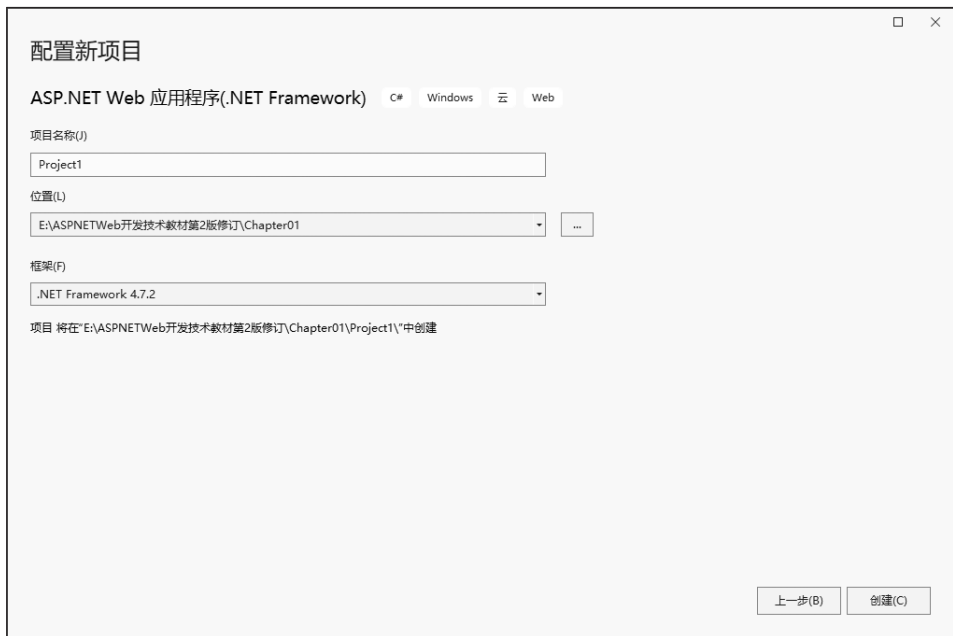 配置新项目
ASP.NET Web 应用程序(.NET Framework) C# Windows 云 Web
项目名称(J)
Project1
位置(L)
E:\ASPNETWeb开发技术教材第2版修订\Chapter01 ...
框架(F)
.NET Framework 4.7.2
项目 将在"E:\ASPNETWeb开发技术教材第2版修订\Chapter01\Project1\"中创建
上一步(B) 创建(C)